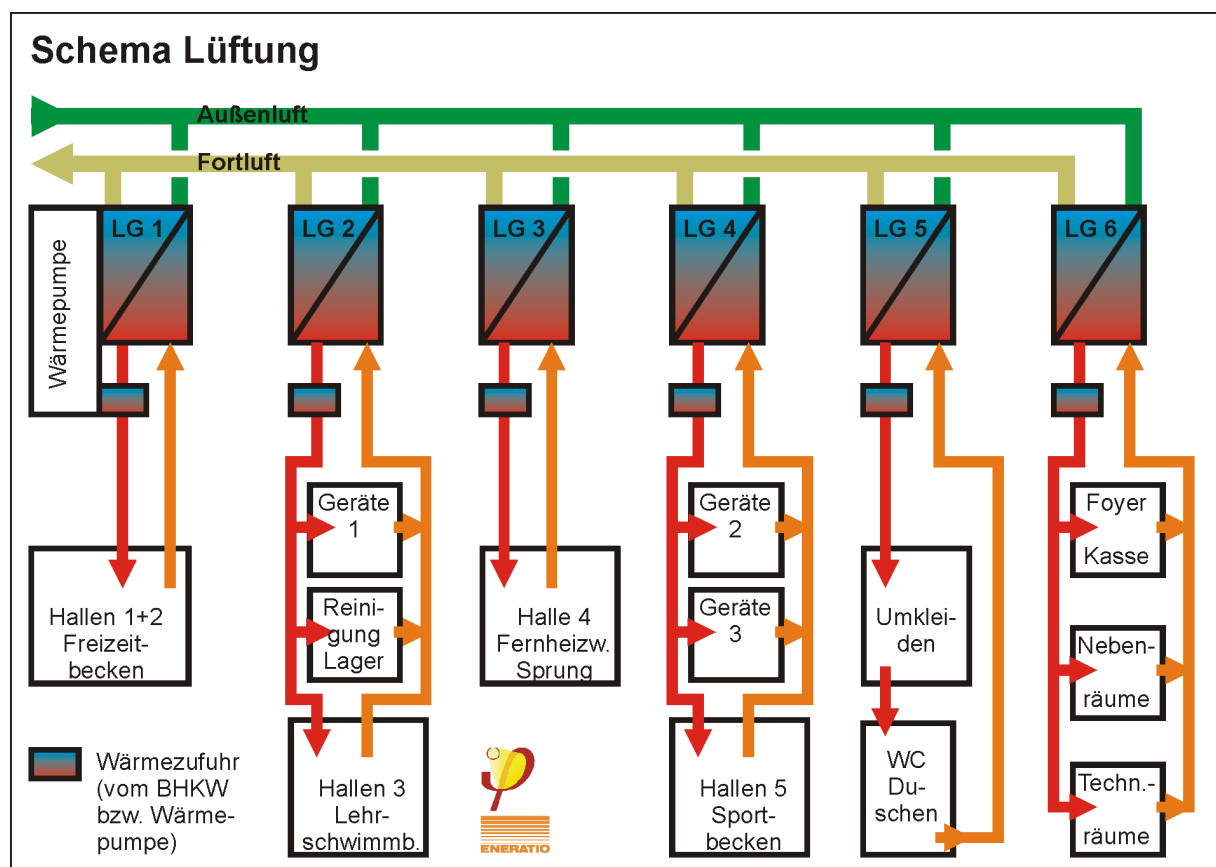 Schema Lüftung
Außenluft
Fortluft
Wärmepumpe
LG 1
LG 2
LG 3
LG 4
LG 5
LG 6
Hallen 1+2
Freizeit-
becken
Geräte
1
Reini-
gung
Lager
Hallen 3
Lehr-
schwimmb.
Halle 4
Fernheizw.
Sprung
Geräte
2
Geräte
3
Hallen 5
Sport-
becken
Umklei-
den
WC
Du-
schen
Foyer
Kasse
Neben-
räume
Techn.-
räume
Wärmezufuhr
(vom BHKW
bzw. Wärme-
pumpe)
ENERATIO